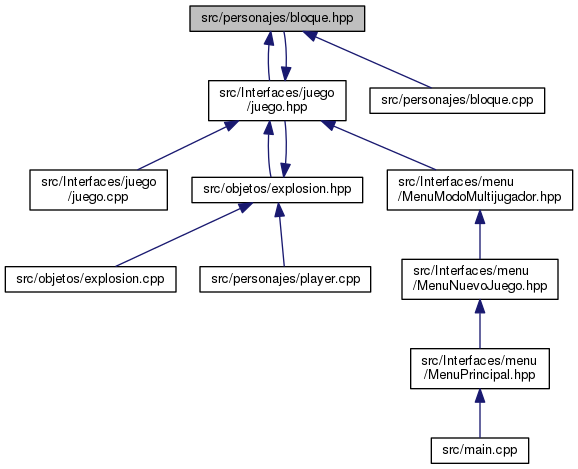 src/personajes/bloque.hpp
src/Interfaces/juego
/juego.hpp
src/personajes/bloque.cpp
src/Interfaces/juego
/juego.cpp
src/objetos/explosion.hpp
src/Interfaces/menu
/MenuModoMultijugador.hpp
src/objetos/explosion.cpp
src/personajes/player.cpp
src/Interfaces/menu
/MenuNuevoJuego.hpp
src/Interfaces/menu
/MenuPrincipal.hpp
src/main.cpp